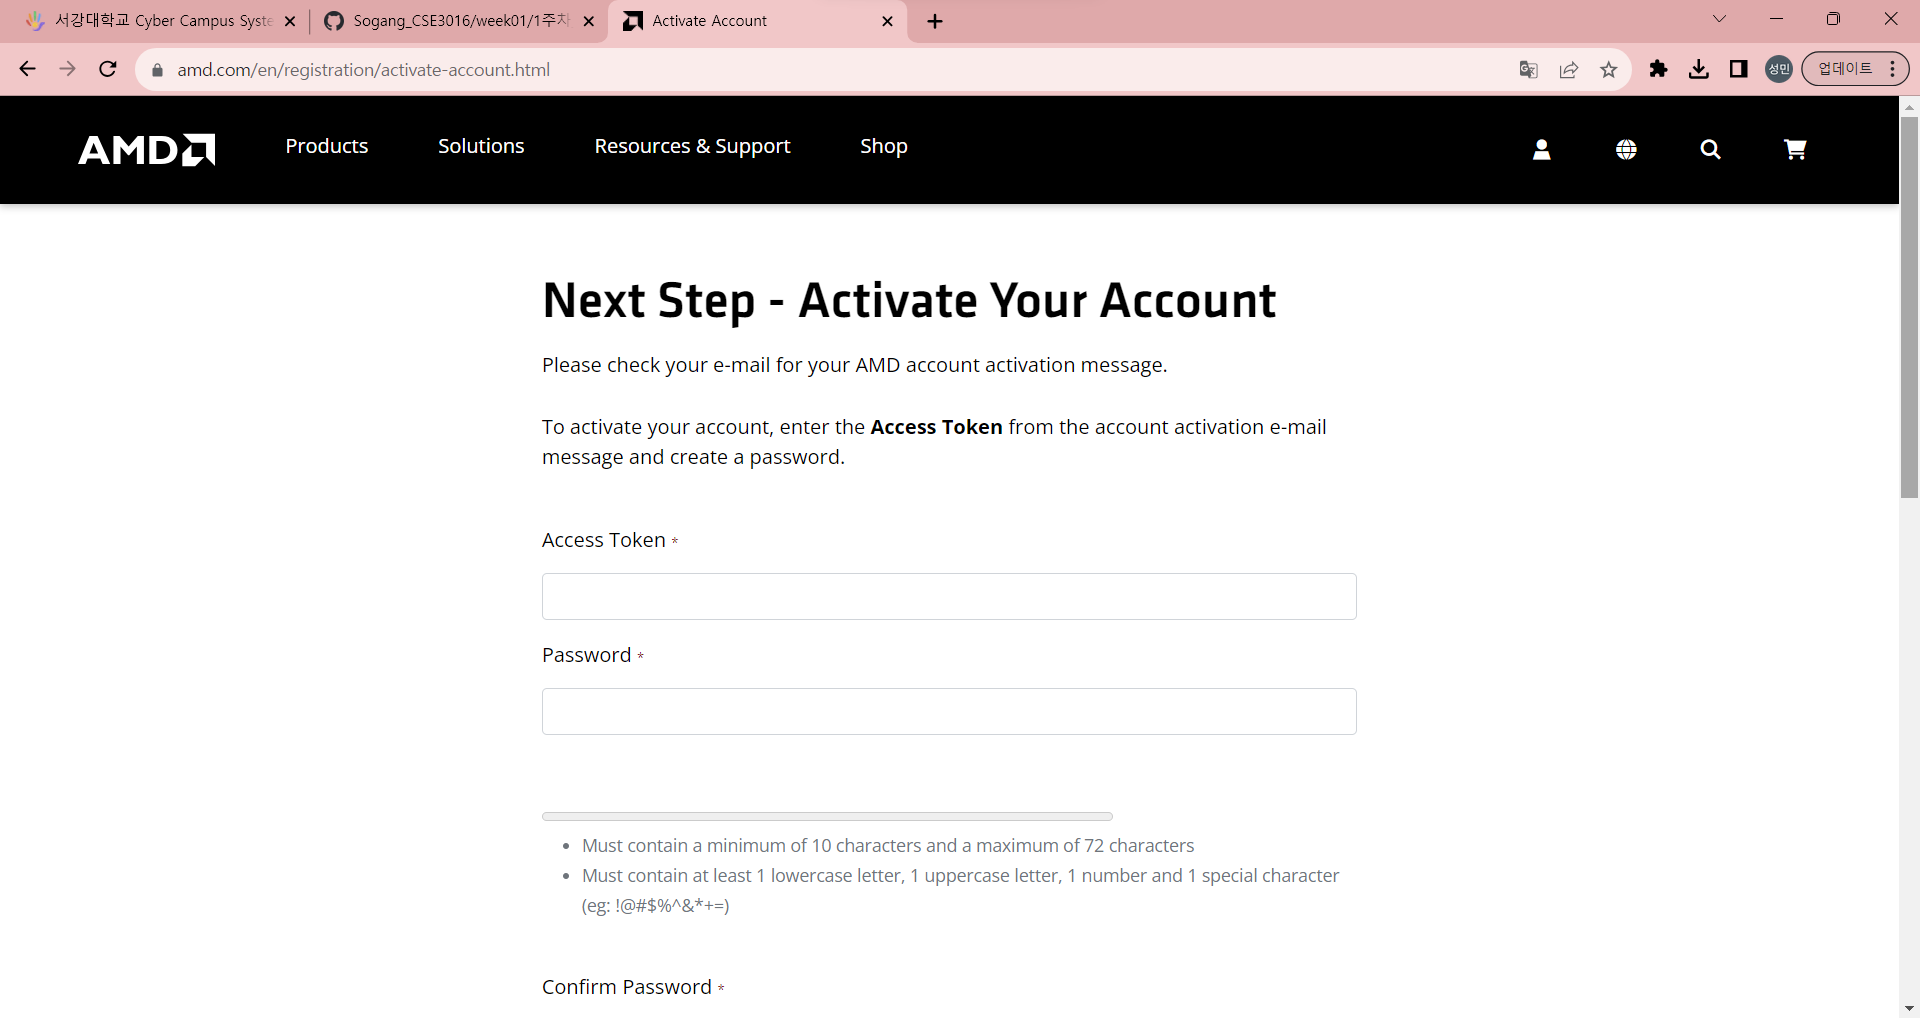 서강대학교 Cyber Campus Syste
Sogang_CSE3016/week01/1주차
Activate Account
amd.com/en/registration/activate-account.html
성민
업데이트
AMD
Products
Solutions
Resources & Support
Shop
Next Step - Activate Your Account
Please check your e-mail for your AMD account activation message.
To activate your account, enter the Access Token from the account activation e-mail
message and create a password.
Access Token *
Password *
• Must contain a minimum of 10 characters and a maximum of 72 characters
• Must contain at least 1 lowercase letter, 1 uppercase letter, 1 number and 1 special character
(eg: !@#$%^&*+=)
Confirm Password *